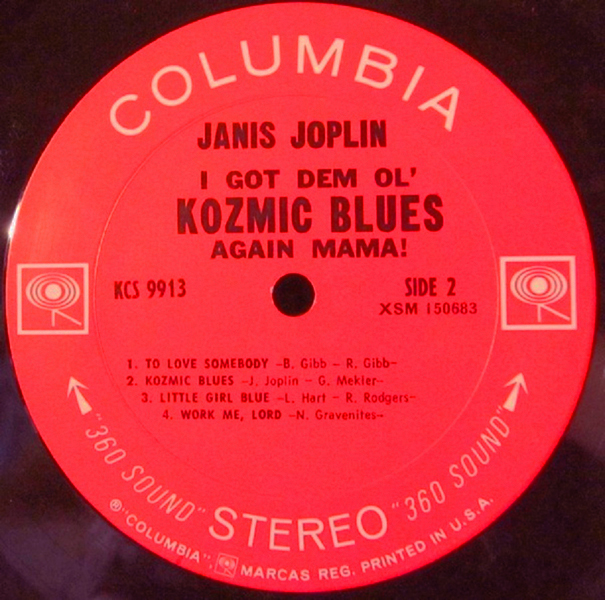 COLUMBIA
JANIS JOPLIN
I GOT DEM OL'
KOZMIC BLUES
AGAIN MAMA!
KCS 9913
SIDE 2
XSM 150683
1. TO LOVE SOMEBODY –B. Gibb – R. Gibb–
2. KOZMIC BLUES –J. Joplin – G. Mekler–
3. LITTLE GIRL BLUE –L. Hart – R. Rodgers–
4. WORK ME, LORD –N. Gravenites–
"360 SOUND" STEREO "360 SOUND"
® "COLUMBIA", MARCAS REG. PRINTED IN U.S.A.